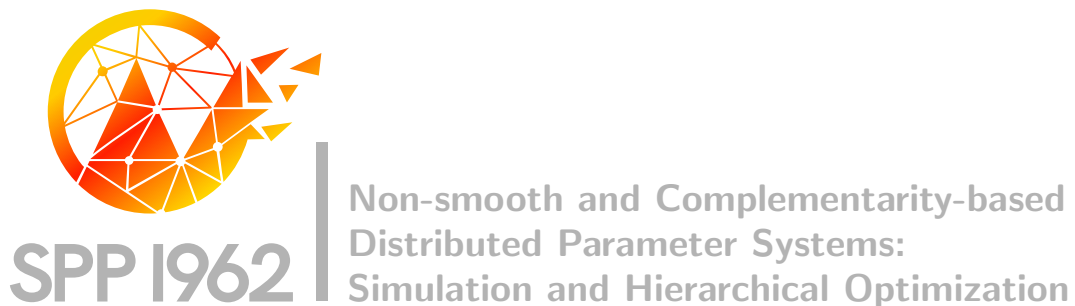 SPP 1962
Non-smooth and Complementarity-based
Distributed Parameter Systems:
Simulation and Hierarchical Optimization